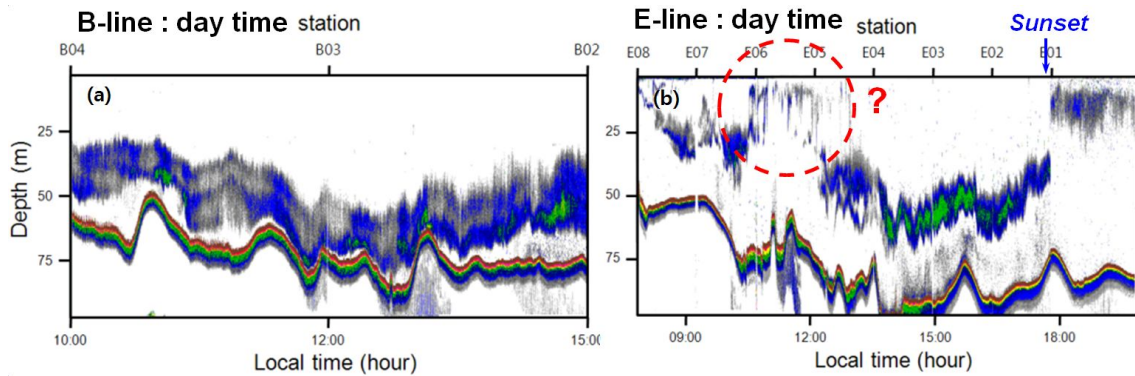 B-line : day time station
B04 B03 B02
(a)
25
50
75
Depth (m)
10:00 12:00 15:00
Local time (hour)
E-line : day time station
Sunset
E08 E07 E06 E05 E04 E03 E02 E01
(b)
?
25
50
75
09:00 12:00 15:00 18:00
Local time (hour)